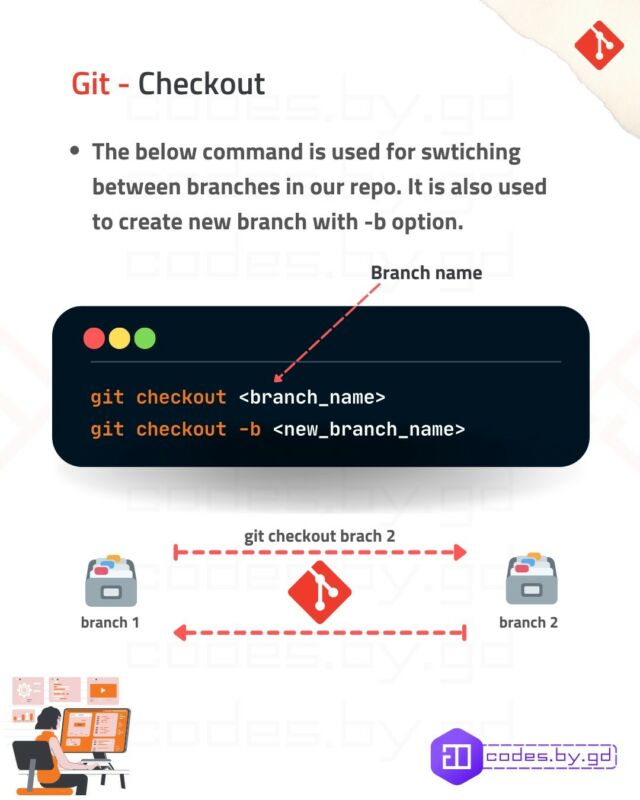 Git - Checkout
• The below command is used for swtiching
between branches in our repo. It is also used
to create new branch with -b option.
Branch name
git checkout <branch_name>
git checkout -b <new_branch_name>
git checkout brach 2
branch 1
branch 2
codes.by.gd